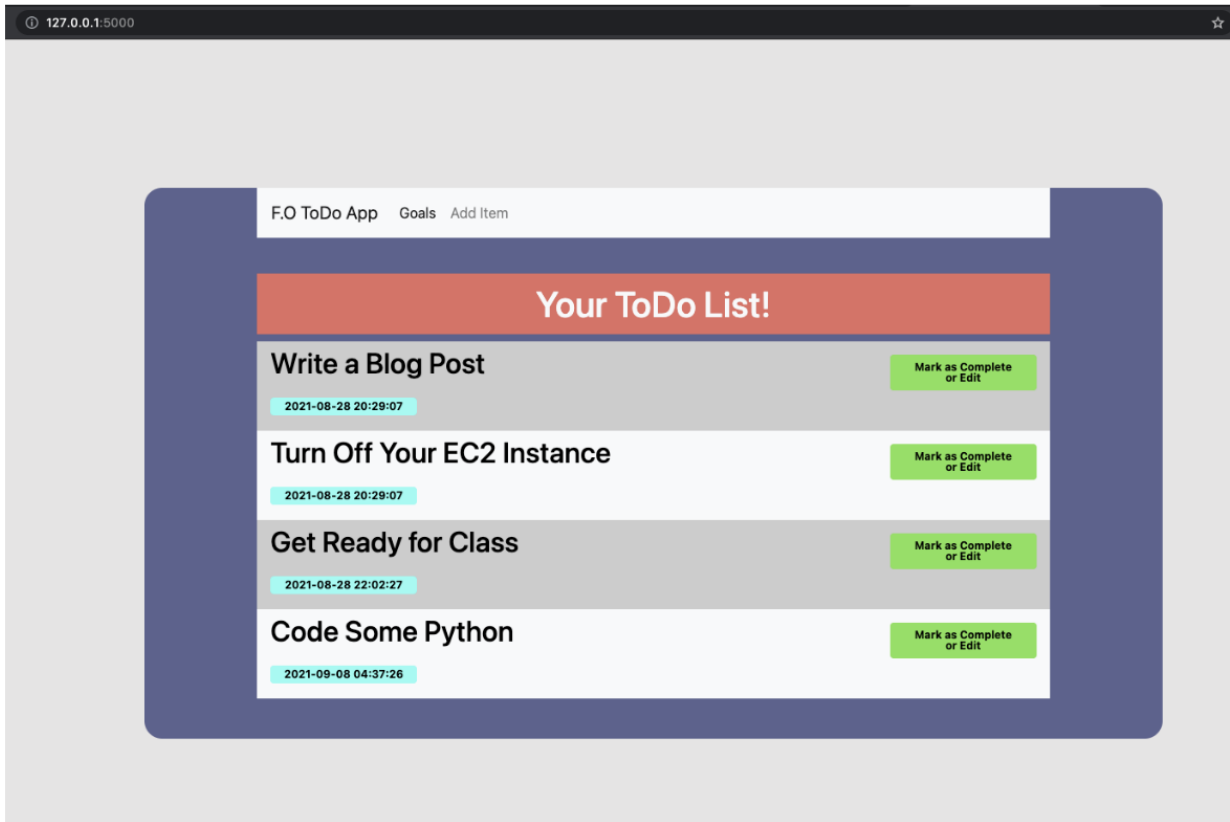 127.0.0.1:5000
F.O ToDo App Goals Add Item
Your ToDo List!
Write a Blog Post
Mark as Complete
or Edit
2021-08-28 20:29:07
Turn Off Your EC2 Instance
Mark as Complete
or Edit
2021-08-28 20:29:07
Get Ready for Class
Mark as Complete
or Edit
2021-08-28 22:02:27
Code Some Python
Mark as Complete
or Edit
2021-09-08 04:37:26